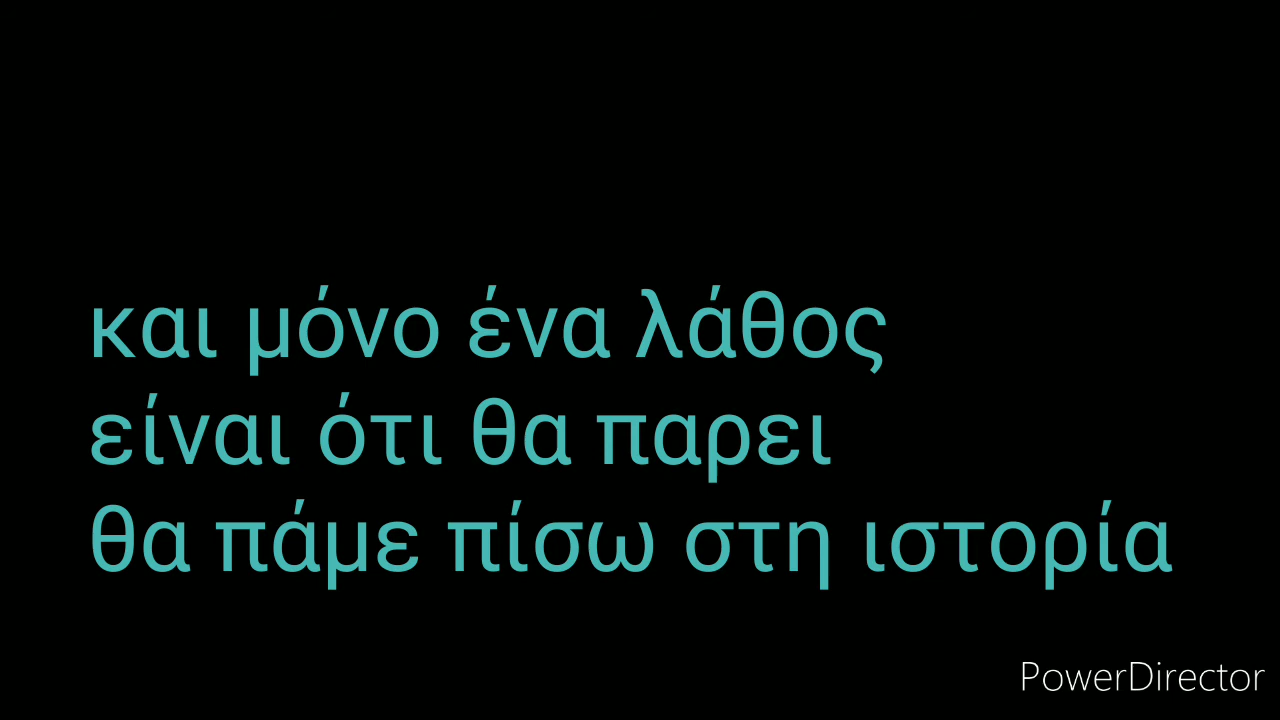 και μόνο ένα λάθος
είναι ότι θα παρει
θα πάμε πίσω στη ιστορία
PowerDirector